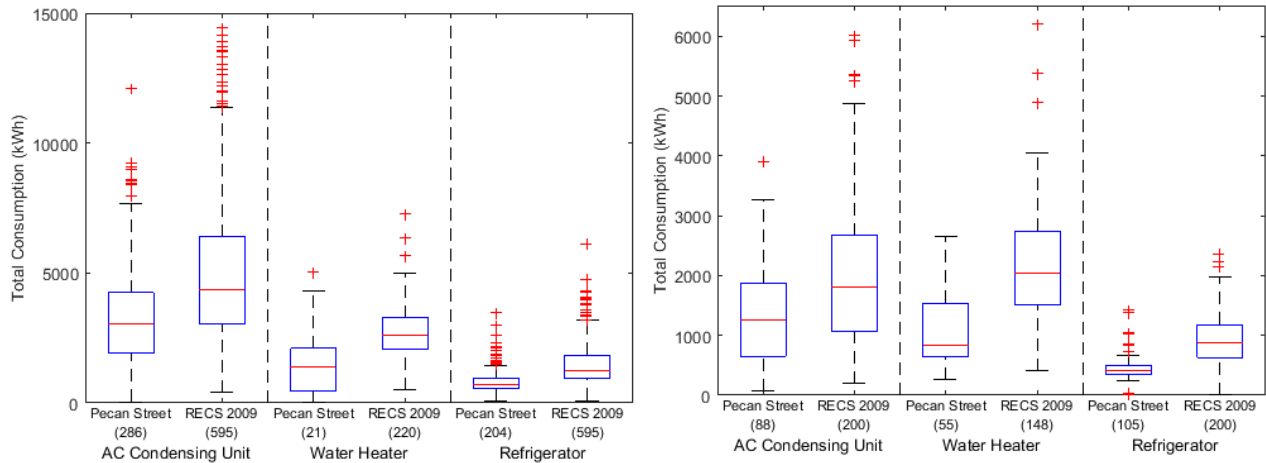 15000
10000
5000
0
Total Consumption (kWh)
Pecan Street RECS 2009 Pecan Street RECS 2009 Pecan Street RECS 2009
(286) (595) (21) (220) (204) (595)
AC Condensing Unit Water Heater Refrigerator
6000
5000
4000
3000
2000
1000
0
Total Consumption (kWh)
Pecan Street RECS 2009 Pecan Street RECS 2009 Pecan Street RECS 2009
(88) (200) (55) (148) (105) (200)
AC Condensing Unit Water Heater Refrigerator